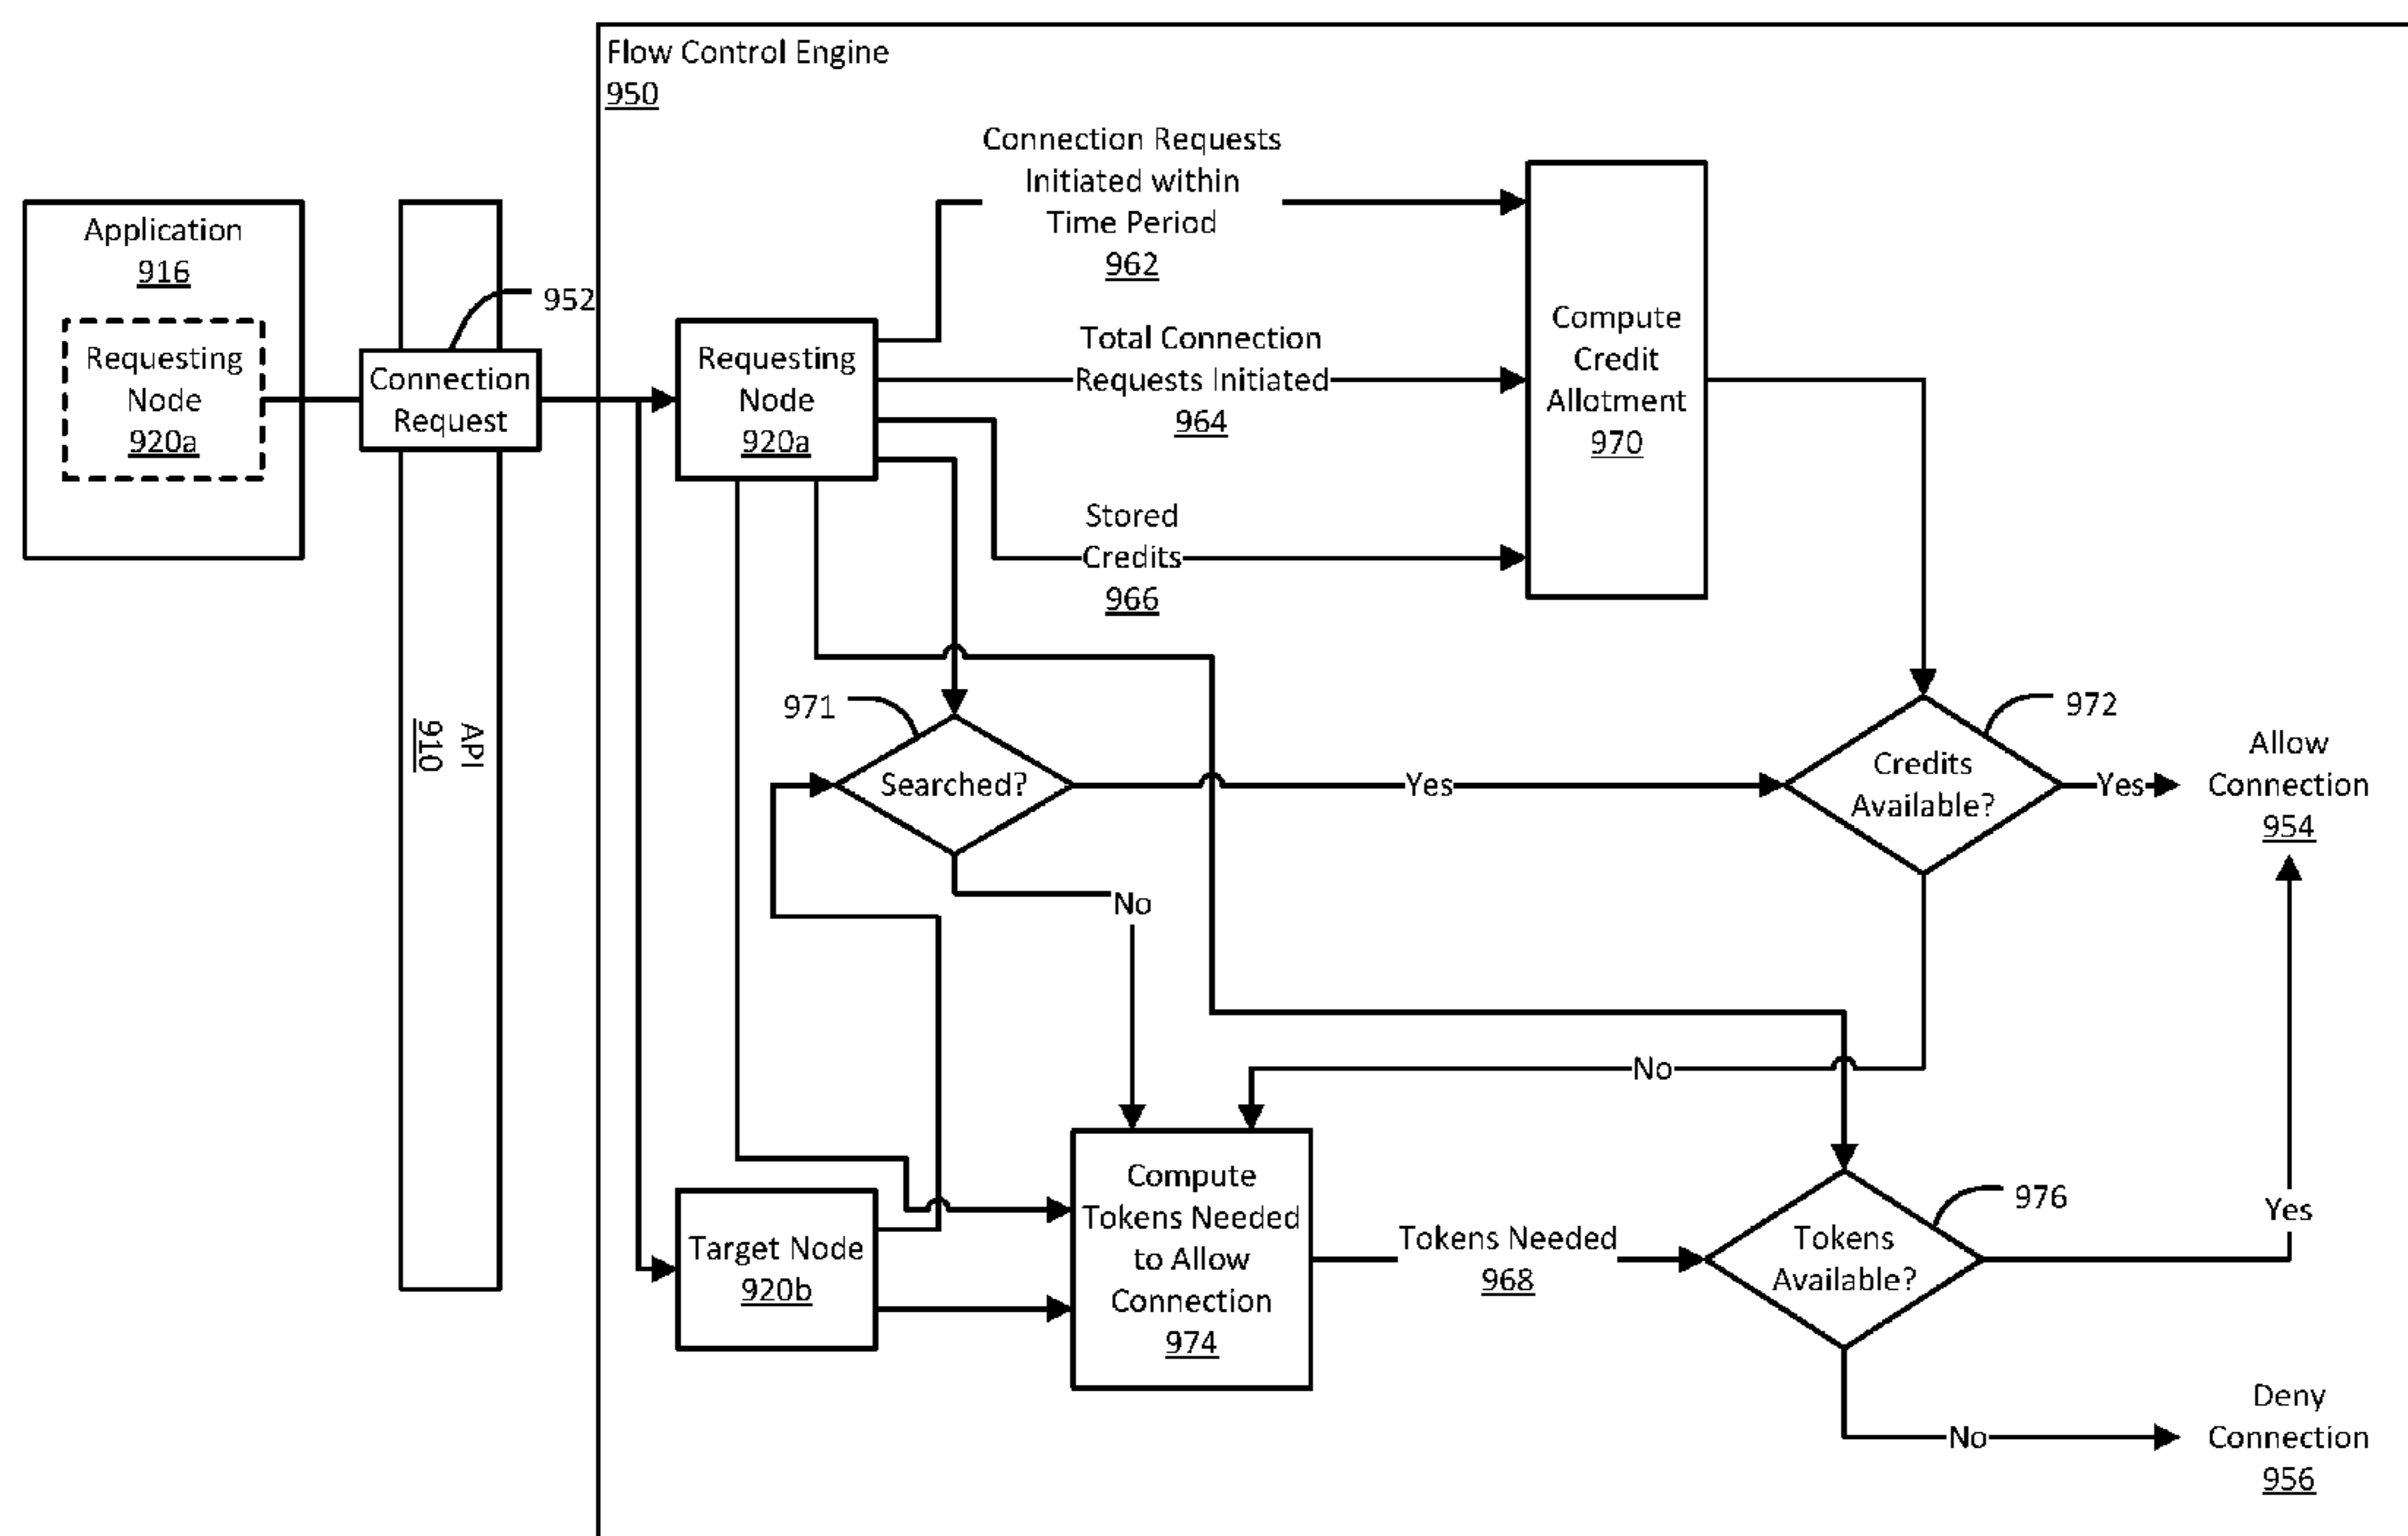 Flow Control Engine
950
Application
916
Requesting
Node
920a
952
Connection
Request
API
910
Requesting
Node
920a
Connection Requests
Initiated within
Time Period
962
Total Connection
Requests Initiated
964
Stored
Credits
966
Compute
Credit
Allotment
970
971
Searched?
Yes
No
972
Credits
Available?
Yes
Allow
Connection
954
No
Target Node
920b
Compute
Tokens Needed
to Allow
Connection
974
Tokens Needed
968
976
Tokens
Available?
Yes
No
Deny
Connection
956